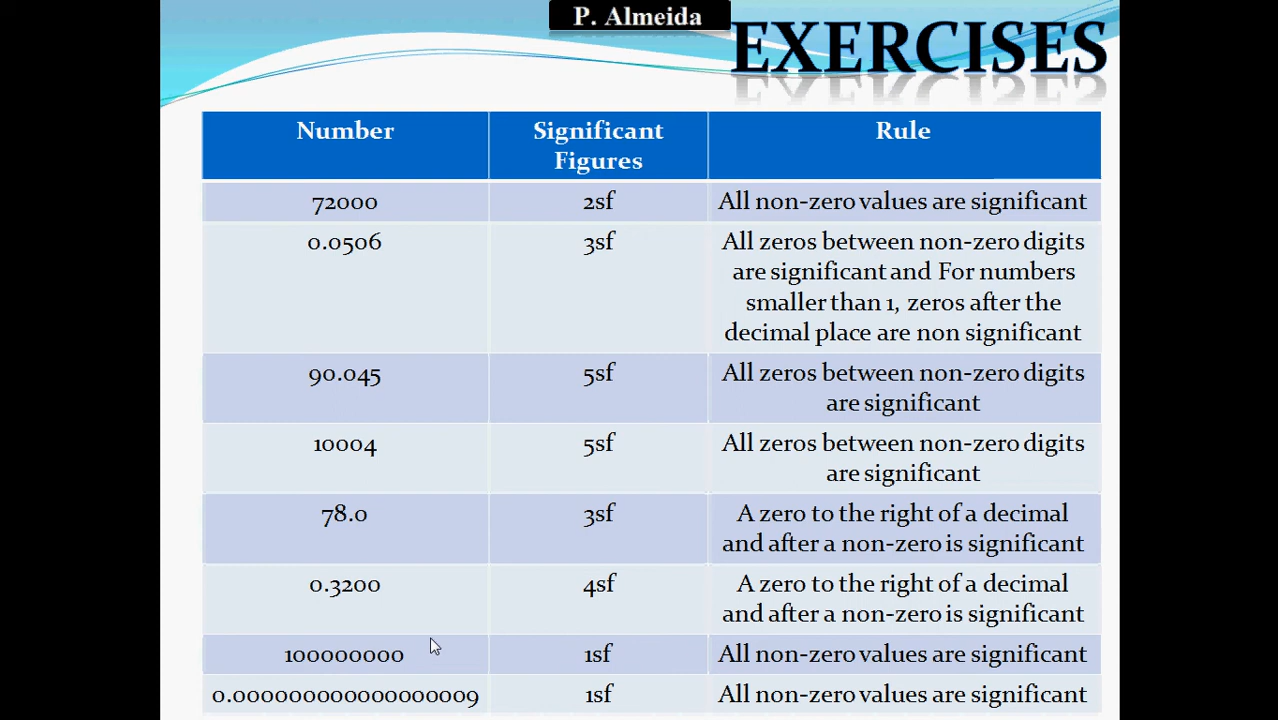 P. Almeida
EXERCISES
Number
Significant
Figures
Rule
72000
2sf
All non-zero values are significant
0.0506
3sf
All zeros between non-zero digits
are significant and For numbers
smaller than 1, zeros after the
decimal place are non significant
90.045
5sf
All zeros between non-zero digits
are significant
10004
5sf
All zeros between non-zero digits
are significant
78.0
3sf
A zero to the right of a decimal
and after a non-zero is significant
0.3200
4sf
A zero to the right of a decimal
and after a non-zero is significant
100000000
1sf
All non-zero values are significant
0.0000000000000000009
1sf
All non-zero values are significant